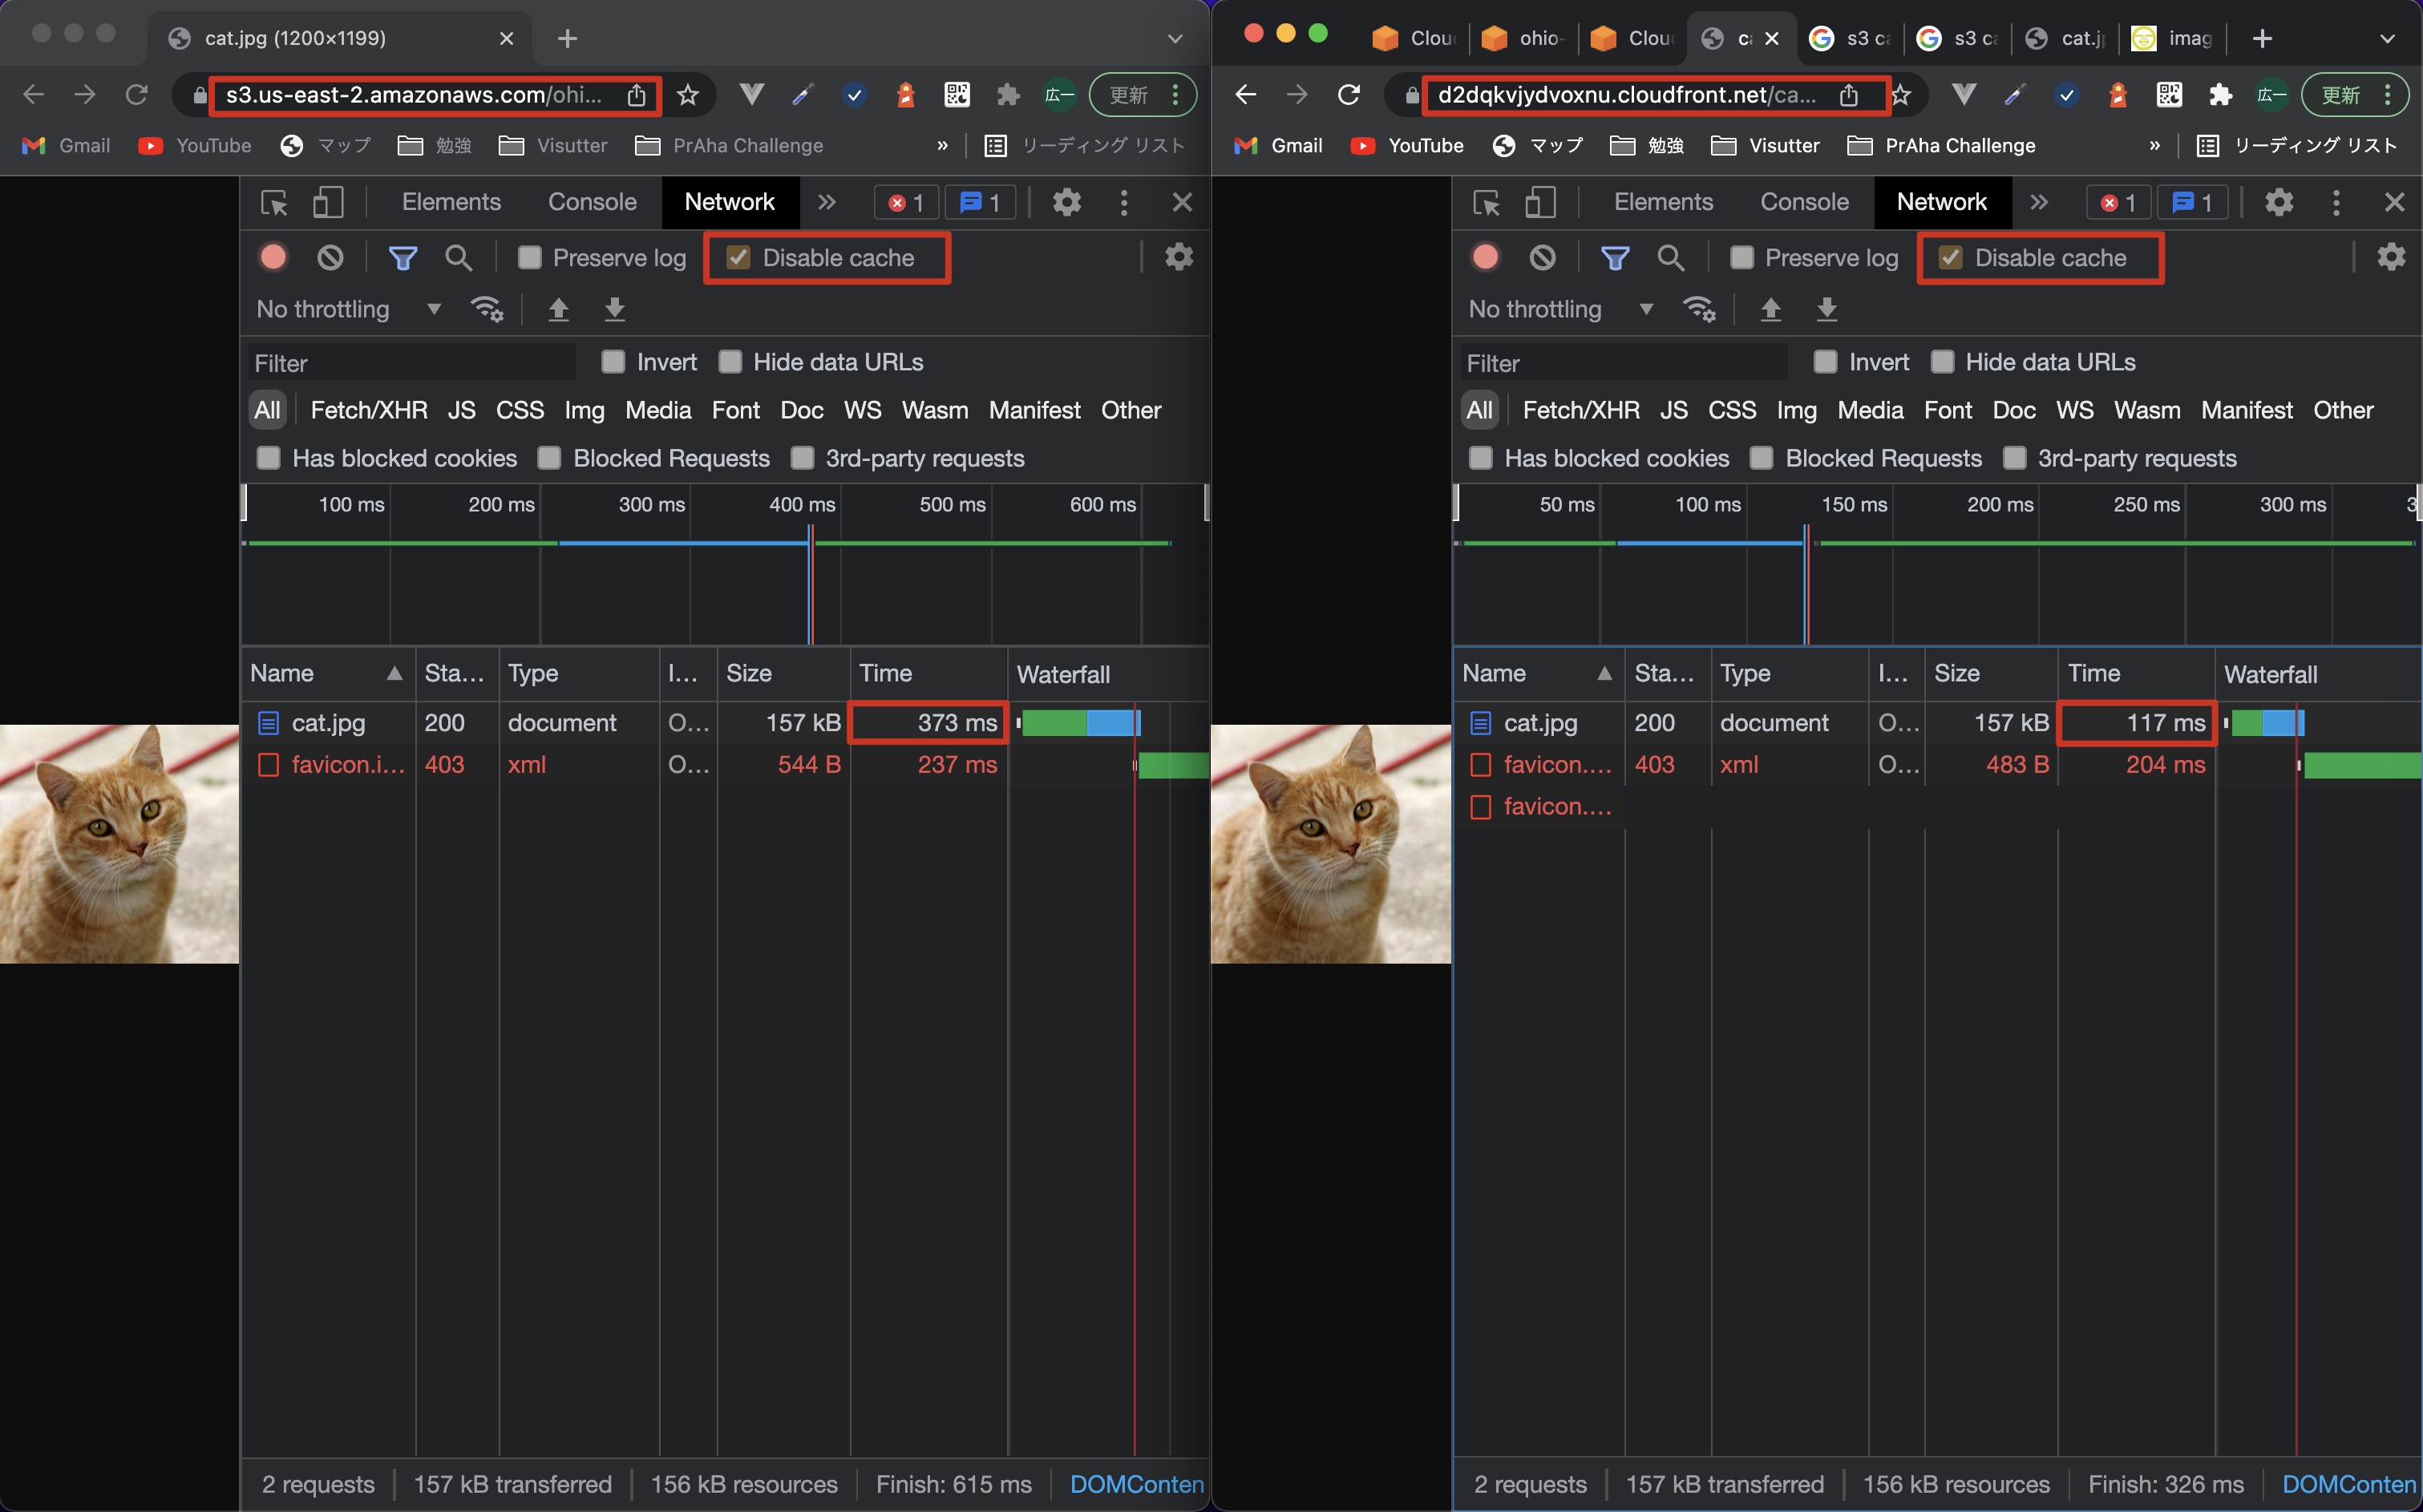 cat.jpg (1200×1199)
s3.us-east-2.amazonaws.com/ohi...
広一
更新
Gmail
YouTube
マップ
勉強
Visutter
PrAha Challenge
»
リーディング リスト
Elements
Console
Network
1
1
Preserve log
Disable cache
No throttling
Filter
Invert
Hide data URLs
All
Fetch/XHR
JS
CSS
Img
Media
Font
Doc
WS
Wasm
Manifest
Other
Has blocked cookies
Blocked Requests
3rd-party requests
100 ms
200 ms
300 ms
400 ms
500 ms
600 ms
Name
Sta...
Type
I...
Size
Time
Waterfall
cat.jpg
200
document
O...
157 kB
373 ms
favicon.i...
403
xml
O...
544 B
237 ms
2 requests
157 kB transferred
156 kB resources
Finish: 615 ms
DOMConten
Clou
ohio-
Clou
ca
s3 ca
s3 ca
cat.j
imag
d2dqkvjydvoxnu.cloudfront.net/ca...
広一
更新
Gmail
YouTube
マップ
勉強
Visutter
PrAha Challenge
»
リーディング リスト
Elements
Console
Network
1
1
Preserve log
Disable cache
No throttling
Filter
Invert
Hide data URLs
All
Fetch/XHR
JS
CSS
Img
Media
Font
Doc
WS
Wasm
Manifest
Other
Has blocked cookies
Blocked Requests
3rd-party requests
50 ms
100 ms
150 ms
200 ms
250 ms
300 ms
3
Name
Sta...
Type
I...
Size
Time
Waterfall
cat.jpg
200
document
O...
157 kB
117 ms
favicon....
403
xml
O...
483 B
204 ms
favicon....
2 requests
157 kB transferred
156 kB resources
Finish: 326 ms
DOMConten